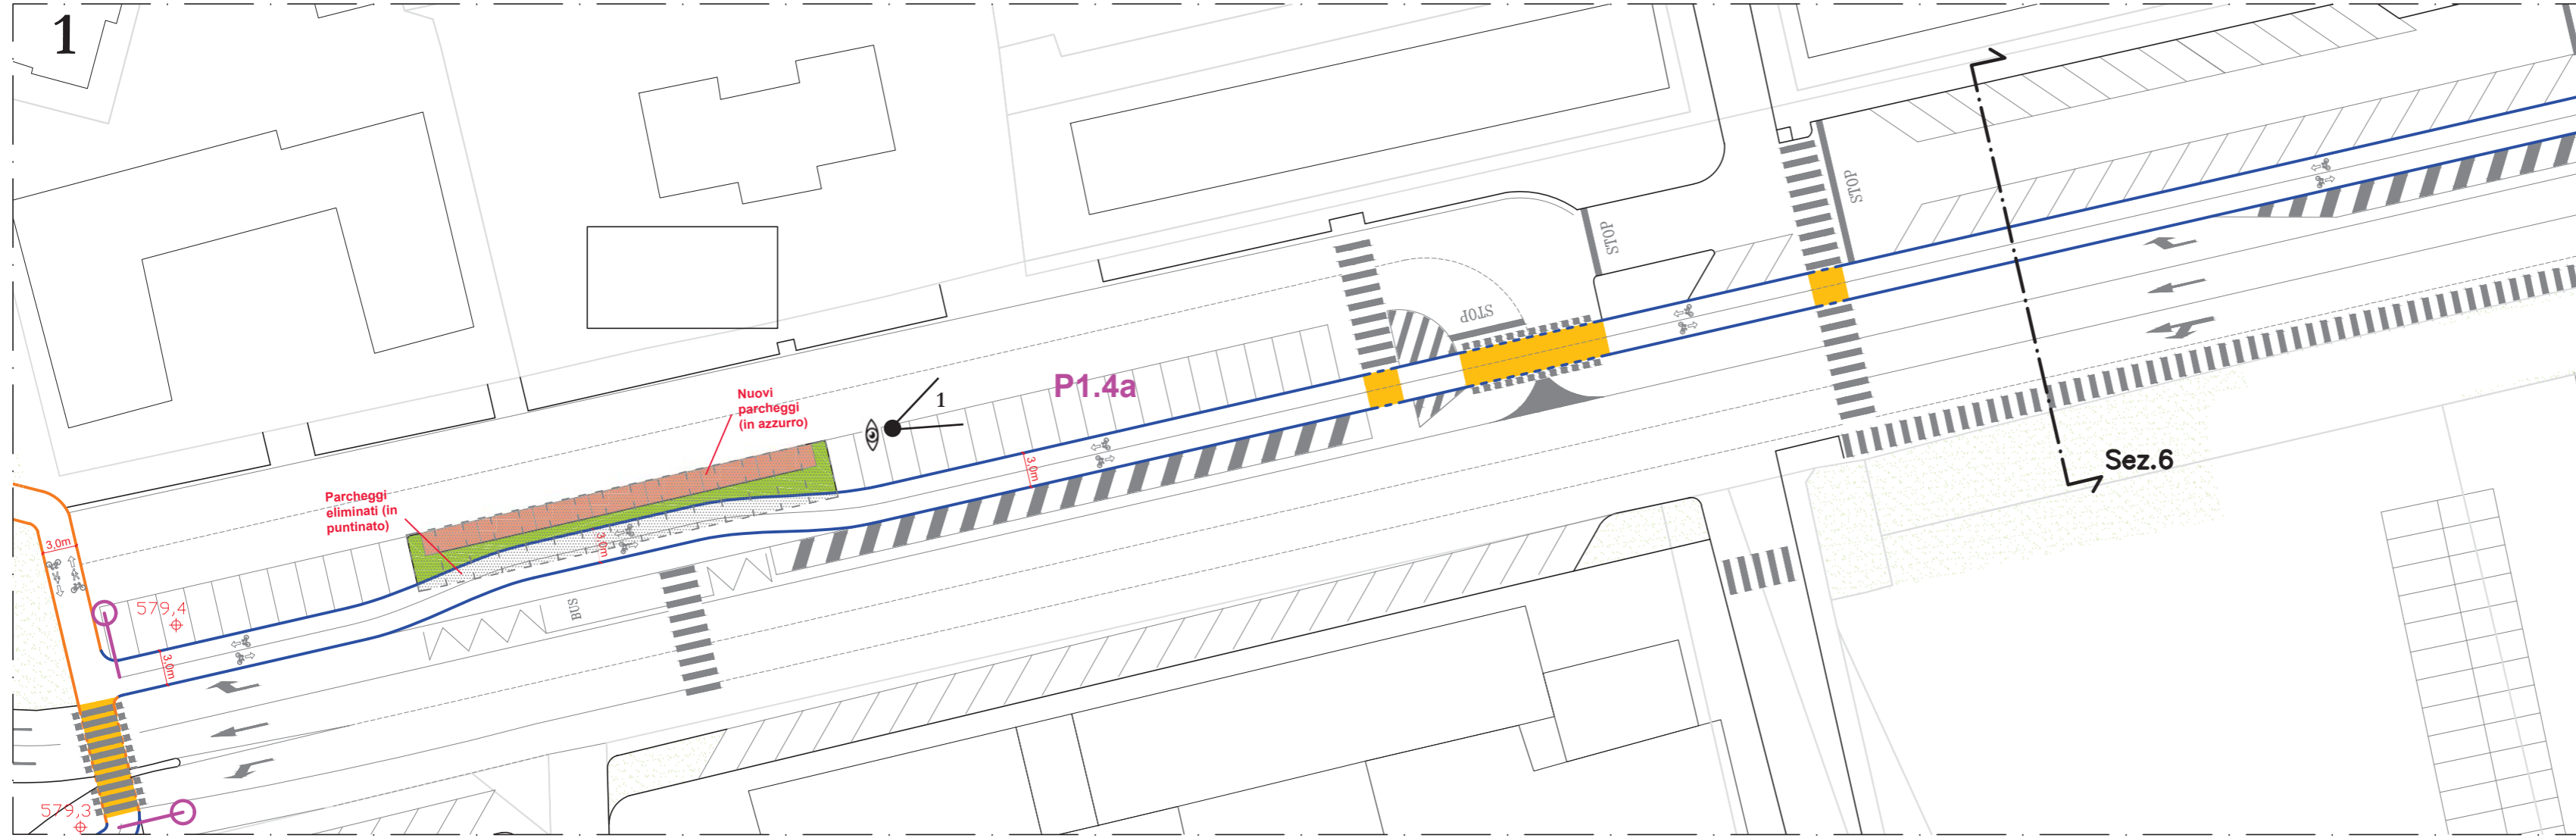 1
STOP
STOP
STOP
P1.4a
1
Nuovi
parcheggi
(in azzurro)
Sez.6
3,0m
Parcheggi
eliminati (in
puntinato)
3,0m
3,0m
BUS
579,4
3,0m
579,3